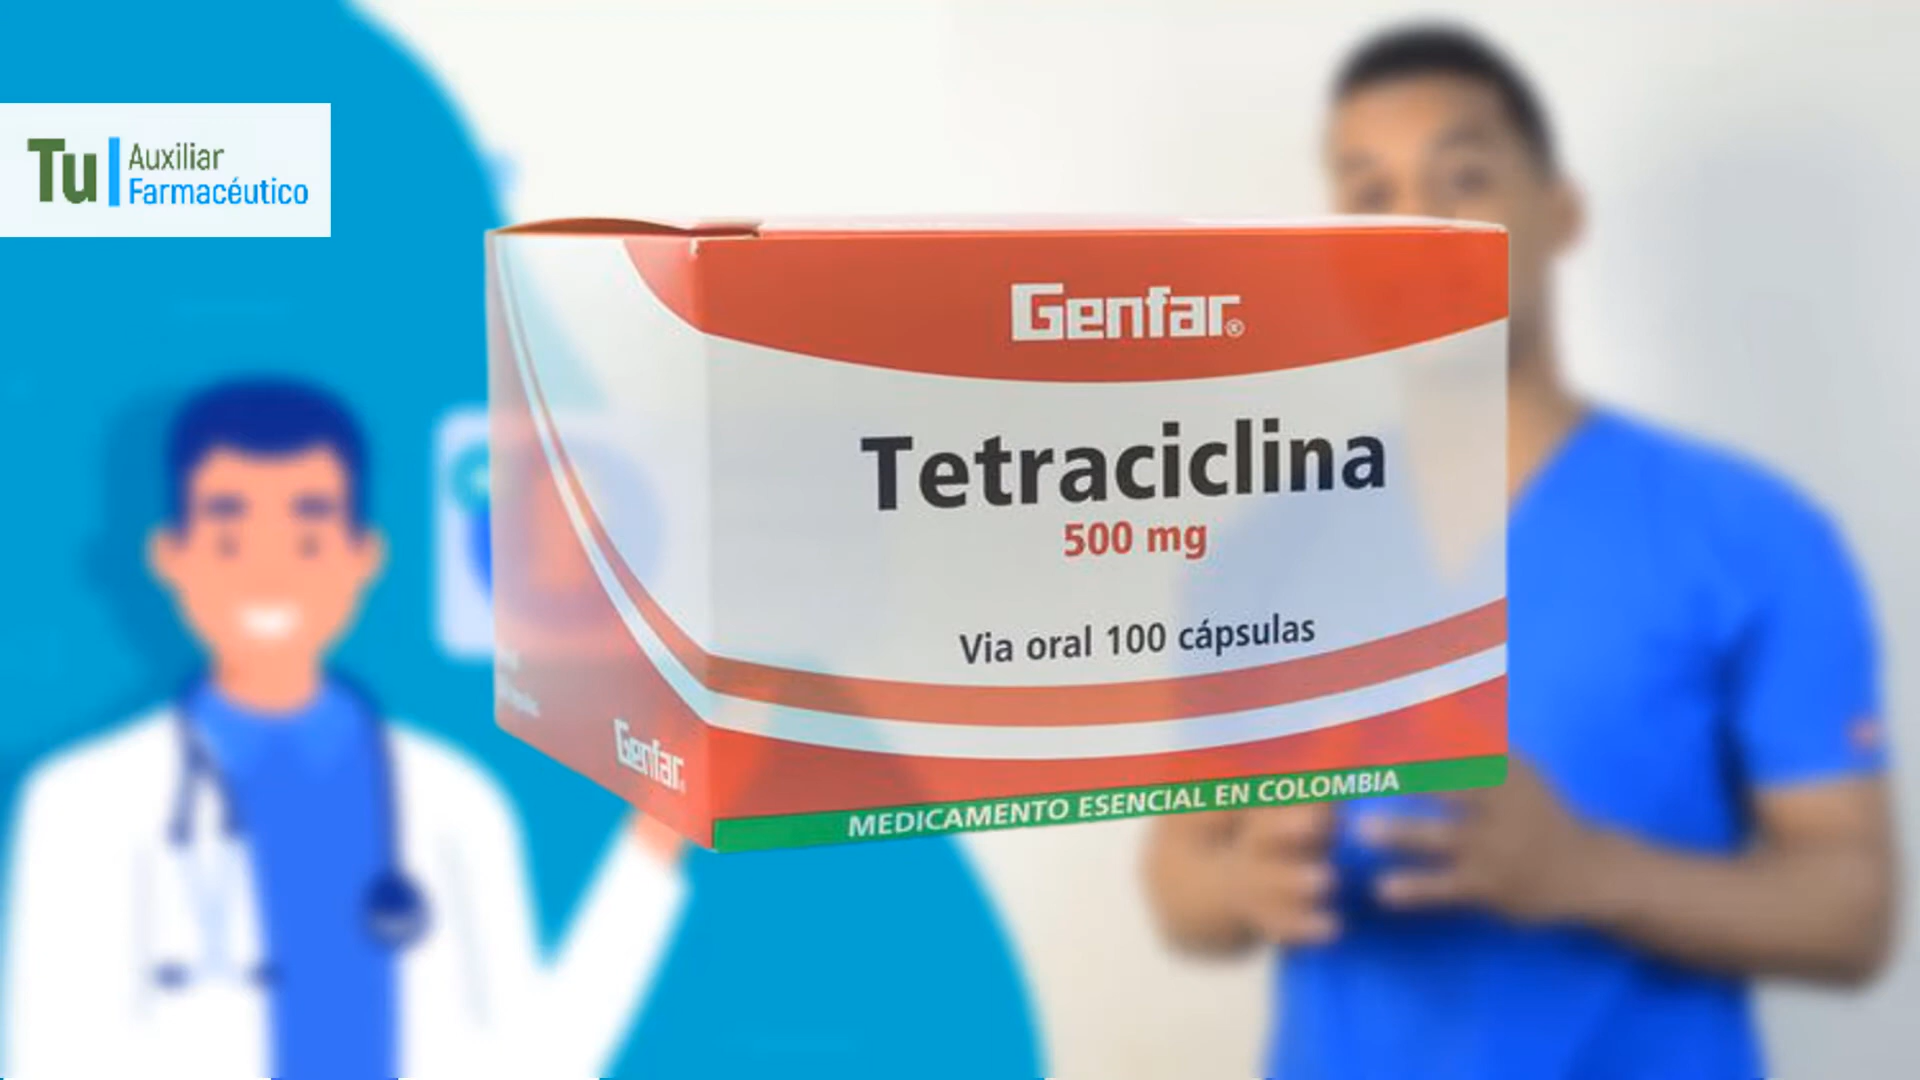 Tu
Auxiliar
Farmacéutico
Genfar®
Tetraciclina
500 mg
Via oral 100 cápsulas
Genfar
MEDICAMENTO ESENCIAL EN COLOMBIA